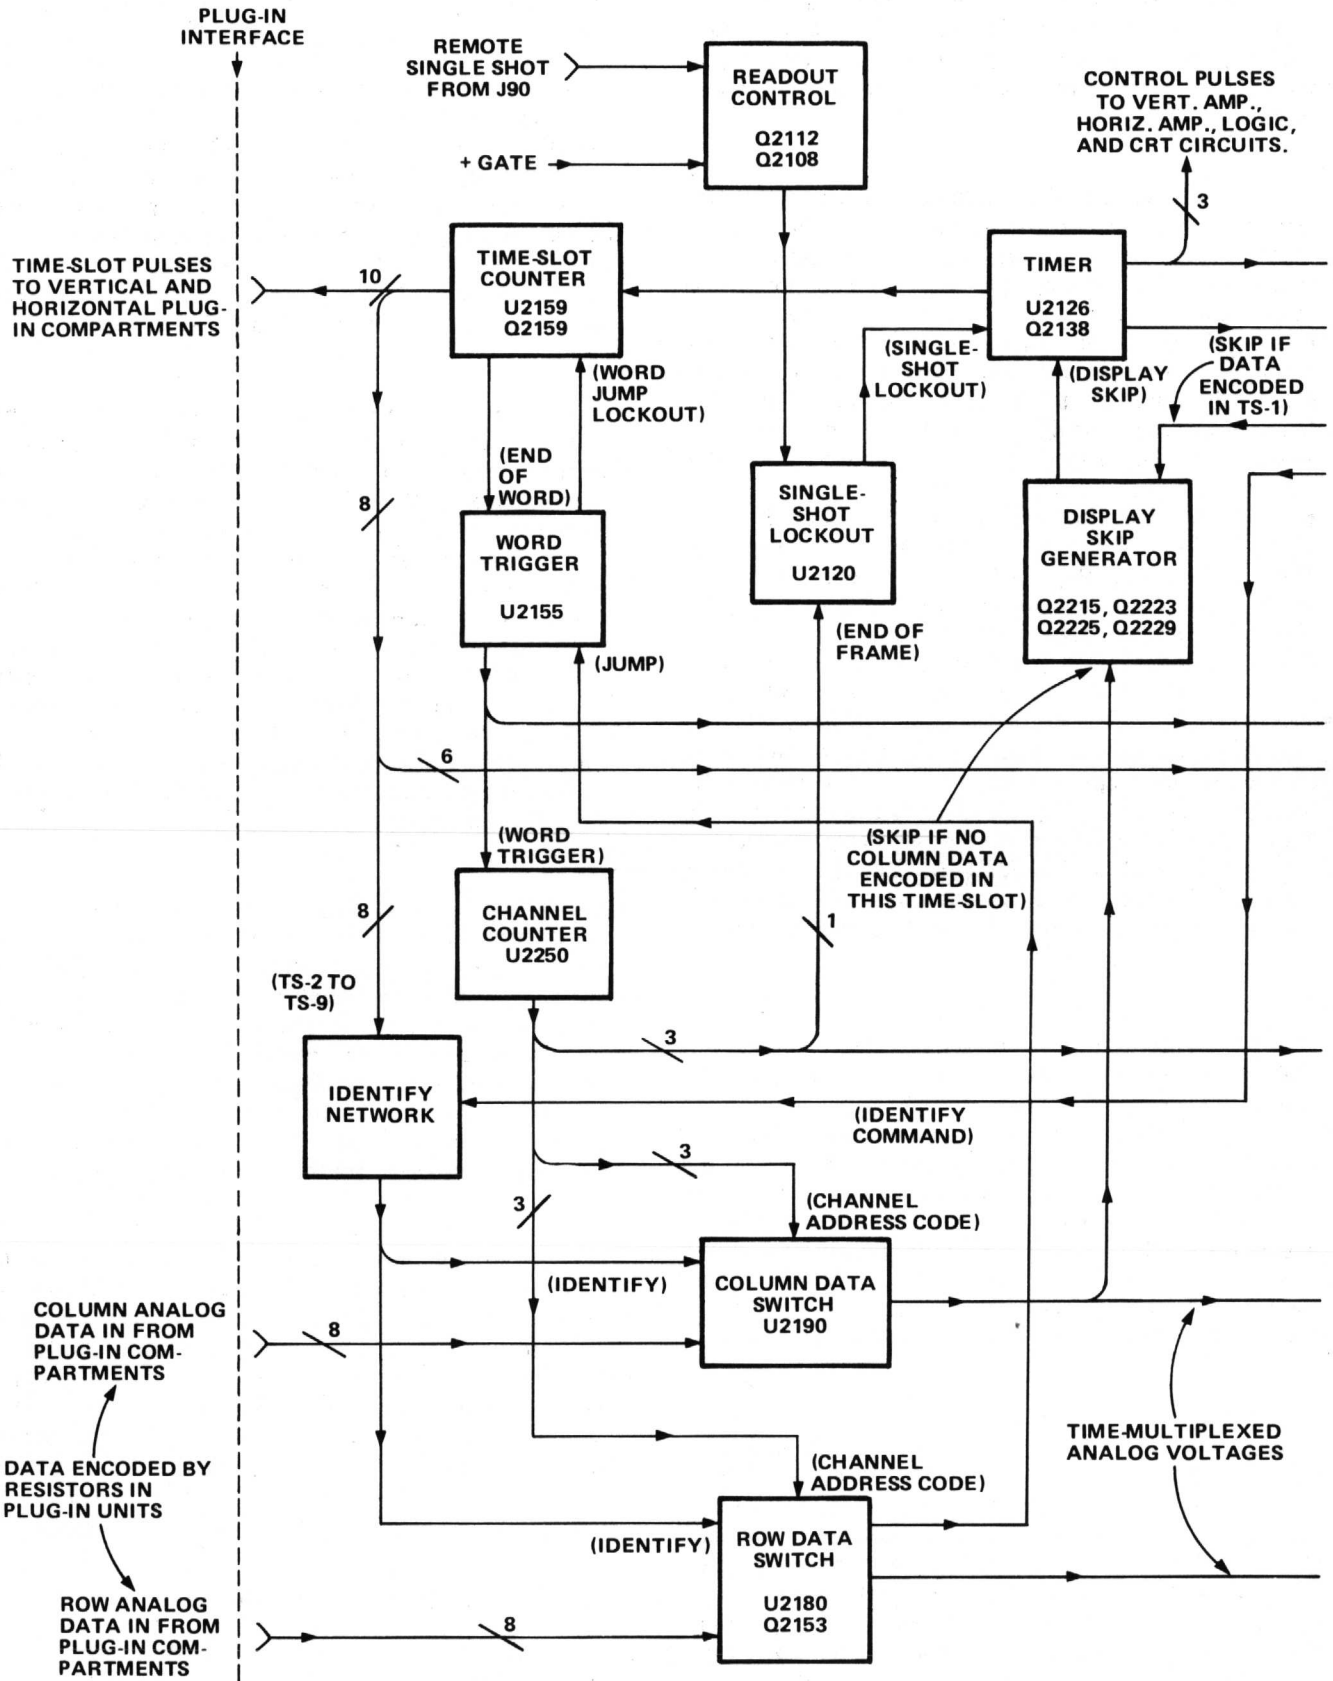 PLUG-IN
INTERFACE
REMOTE
SINGLE SHOT
FROM J90
+ GATE
READOUT
CONTROL
Q2112
Q2108
CONTROL PULSES
TO VERT. AMP.,
HORIZ. AMP., LOGIC,
AND CRT CIRCUITS.
3
TIME-SLOT PULSES
TO VERTICAL AND
HORIZONTAL PLUG-
IN COMPARTMENTS
10
TIME-SLOT
COUNTER
U2159
Q2159
TIMER
U2126
Q2138
(WORD
JUMP
LOCKOUT)
(SINGLE-
SHOT
LOCKOUT)
(DISPLAY
SKIP)
(SKIP IF
DATA
ENCODED
IN TS-1)
(END
OF
WORD)
8
WORD
TRIGGER
U2155
SINGLE-
SHOT
LOCKOUT
U2120
DISPLAY
SKIP
GENERATOR
Q2215, Q2223
Q2225, Q2229
(JUMP)
(END OF
FRAME)
6
(WORD
TRIGGER)
(SKIP IF NO
COLUMN DATA
ENCODED IN
THIS TIME-SLOT)
8
CHANNEL
COUNTER
U2250
1
(TS-2 TO
TS-9)
3
IDENTIFY
NETWORK
(IDENTIFY
COMMAND)
3
3
(CHANNEL
ADDRESS CODE)
(IDENTIFY)
COLUMN DATA
SWITCH
U2190
COLUMN ANALOG
DATA IN FROM
PLUG-IN COM-
PARTMENTS
8
DATA ENCODED BY
RESISTORS IN
PLUG-IN UNITS
TIME-MULTIPLEXED
ANALOG VOLTAGES
(CHANNEL
ADDRESS CODE)
(IDENTIFY)
ROW DATA
SWITCH
U2180
Q2153
ROW ANALOG
DATA IN FROM
PLUG-IN COM-
PARTMENTS
8